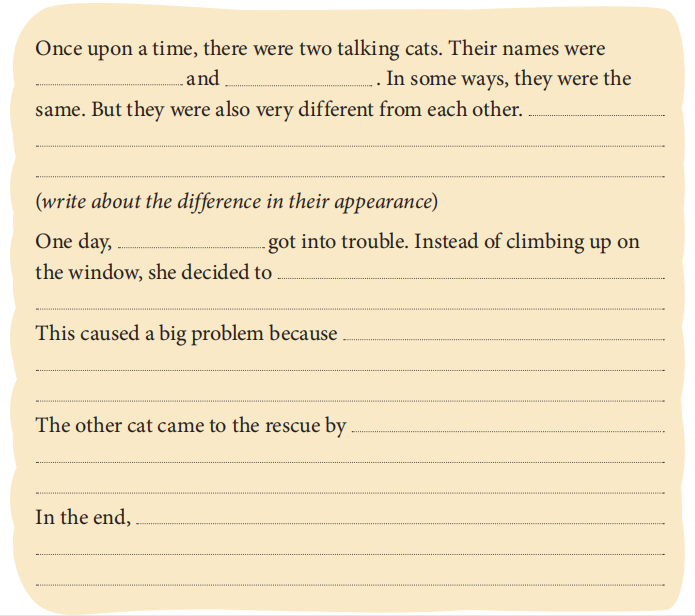 Once upon a time, there were two talking cats. Their names were
and . In some ways, they were the
same. But they were also very different from each other.
(write about the difference in their appearance)
One day, got into trouble. Instead of climbing up on
the window, she decided to
This caused a big problem because
The other cat came to the rescue by
In the end,